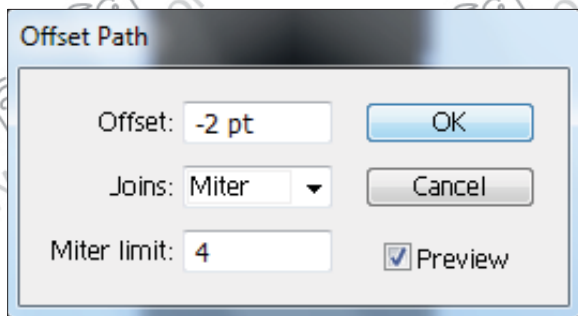 Offset Path
Offset: -2 pt
OK
Joins: Miter
Cancel
Miter limit: 4
Preview